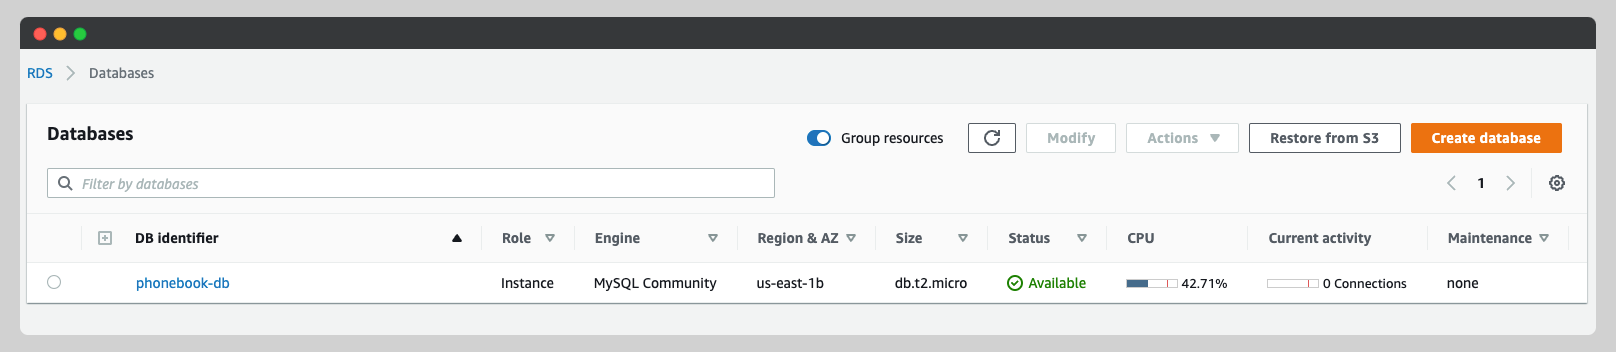 RDS > Databases
Databases
Group resources
Modify
Actions
Restore from S3
Create database
Filter by databases
1
DB identifier Role Engine Region & AZ Size Status CPU Current activity Maintenance
phonebook-db Instance MySQL Community us-east-1b db.t2.micro Available 42.71% 0 Connections none